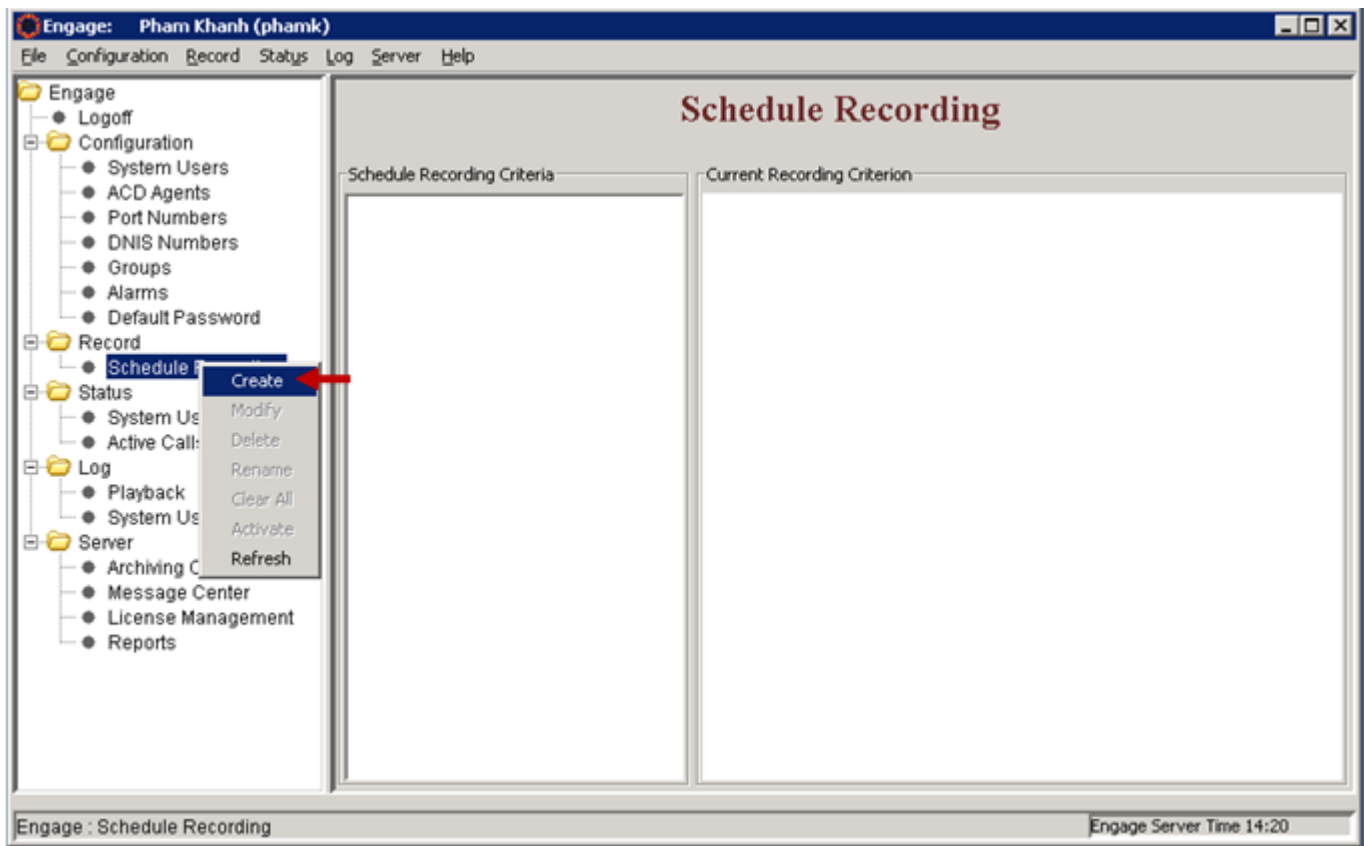 Engage: Pham Khanh (phamk)
File Configuration Record Status Log Server Help
Engage
Logoff
Configuration
System Users
ACD Agents
Port Numbers
DNIS Numbers
Groups
Alarms
Default Password
Record
Schedule
Status
System Us
Active Calls
Log
Playback
System Us
Server
Archiving
Message Center
License Management
Reports
Create
Modify
Delete
Rename
Clear All
Activate
Refresh
Schedule Recording
Schedule Recording Criteria
Current Recording Criterion
Engage : Schedule Recording
Engage Server Time 14:20